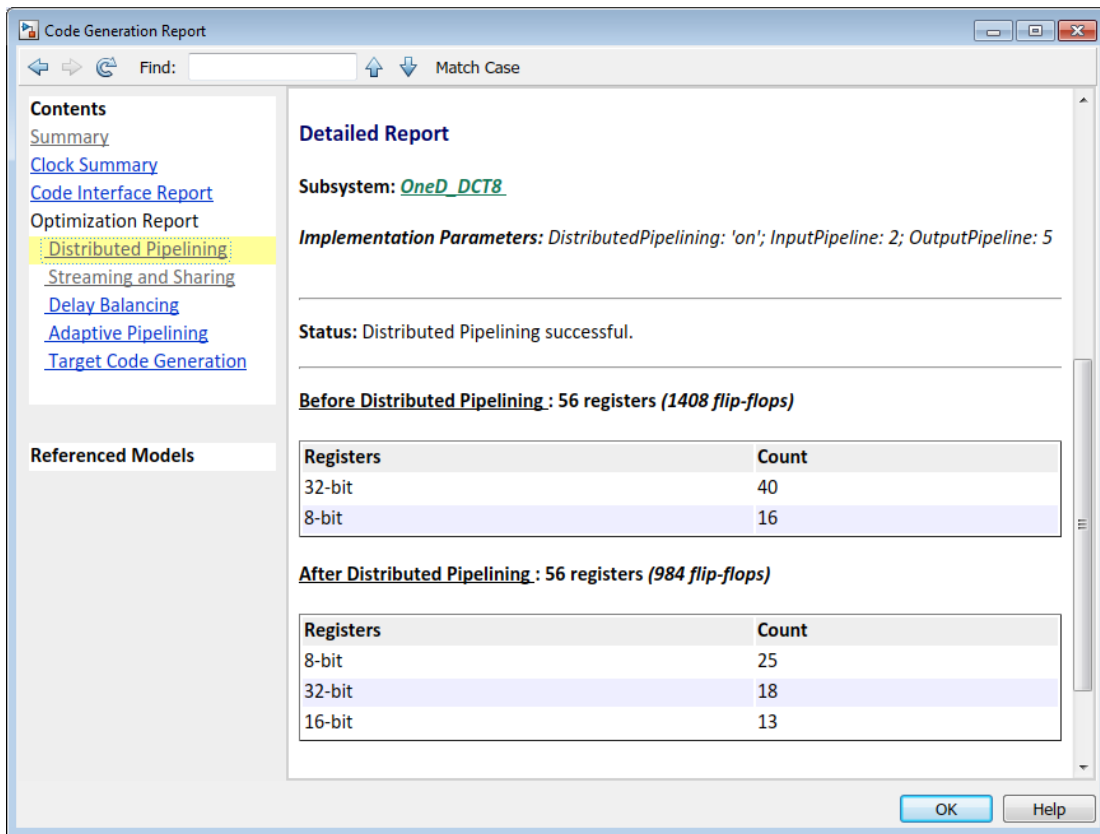 Code Generation Report
Find:
Match Case
Contents
Summary
Clock Summary
Code Interface Report
Optimization Report
Distributed Pipelining
Streaming and Sharing
Delay Balancing
Adaptive Pipelining
Target Code Generation
Referenced Models
Detailed Report
Subsystem: OneD_DCT8
Implementation Parameters: DistributedPipelining: 'on'; InputPipeline: 2; OutputPipeline: 5
Status: Distributed Pipelining successful.
Before Distributed Pipelining : 56 registers (1408 flip-flops)
Registers Count
32-bit 40
8-bit 16
After Distributed Pipelining : 56 registers (984 flip-flops)
Registers Count
8-bit 25
32-bit 18
16-bit 13
OK Help